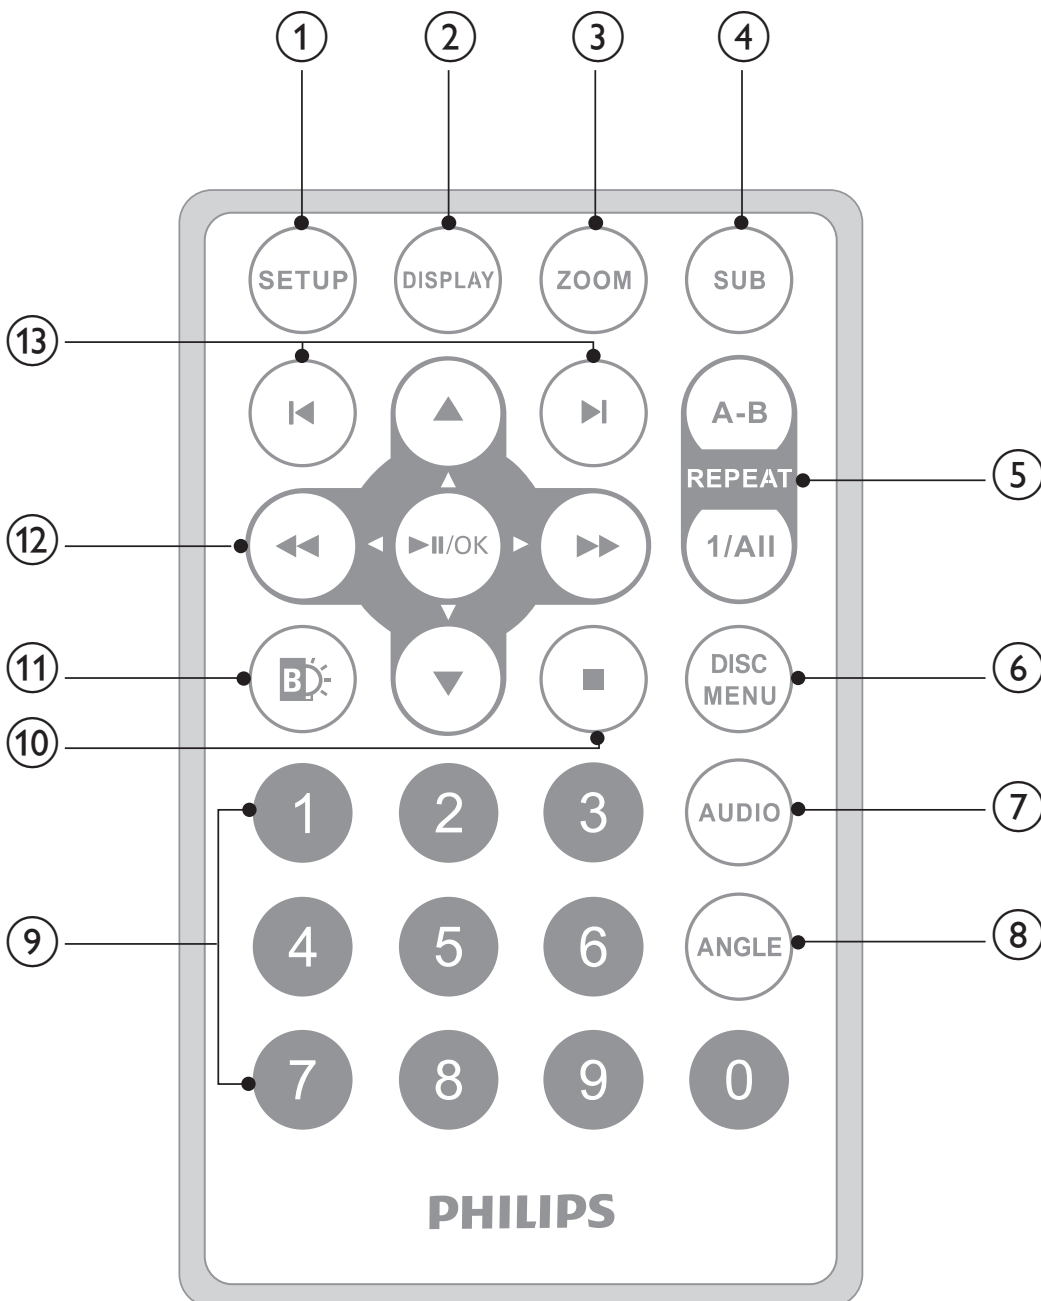 1 2 3 4
SETUP DISPLAY ZOOM SUB
13
A-B
REPEAT
5
12
/OK
1/All
11
B
DISC
MENU
6
10
1 2 3
AUDIO
7
9
4 5 6
ANGLE
8
7 8 9 0
PHILIPS